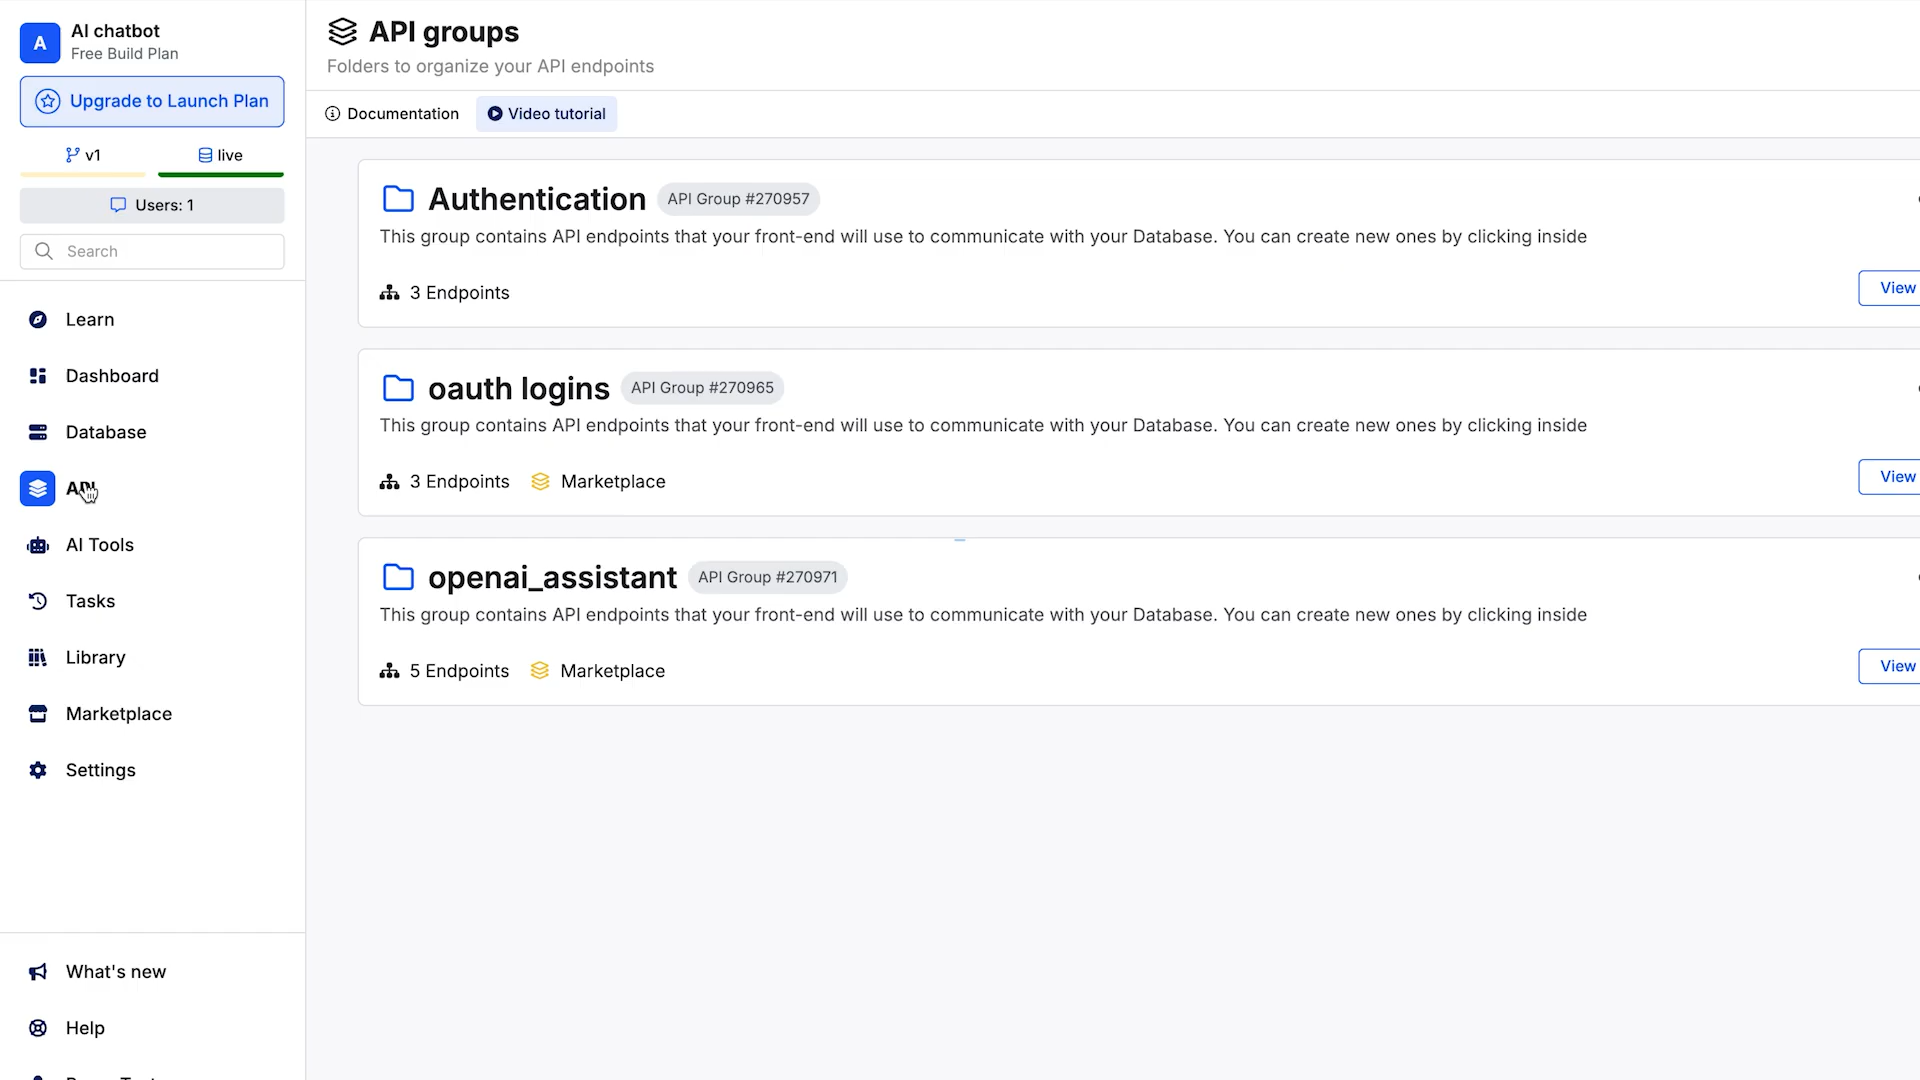 A
AI chatbot
Free Build Plan
Upgrade to Launch Plan
v1
live
Users: 1
Search
Learn
Dashboard
Database
API
AI Tools
Tasks
Library
Marketplace
Settings
What's new
Help
API groups
Folders to organize your API endpoints
Documentation
Video tutorial
Authentication
API Group #270957
This group contains API endpoints that your front-end will use to communicate with your Database. You can create new ones by clicking inside
3 Endpoints
View
oauth logins
API Group #270965
This group contains API endpoints that your front-end will use to communicate with your Database. You can create new ones by clicking inside
3 Endpoints
Marketplace
View
openai_assistant
API Group #270971
This group contains API endpoints that your front-end will use to communicate with your Database. You can create new ones by clicking inside
5 Endpoints
Marketplace
View